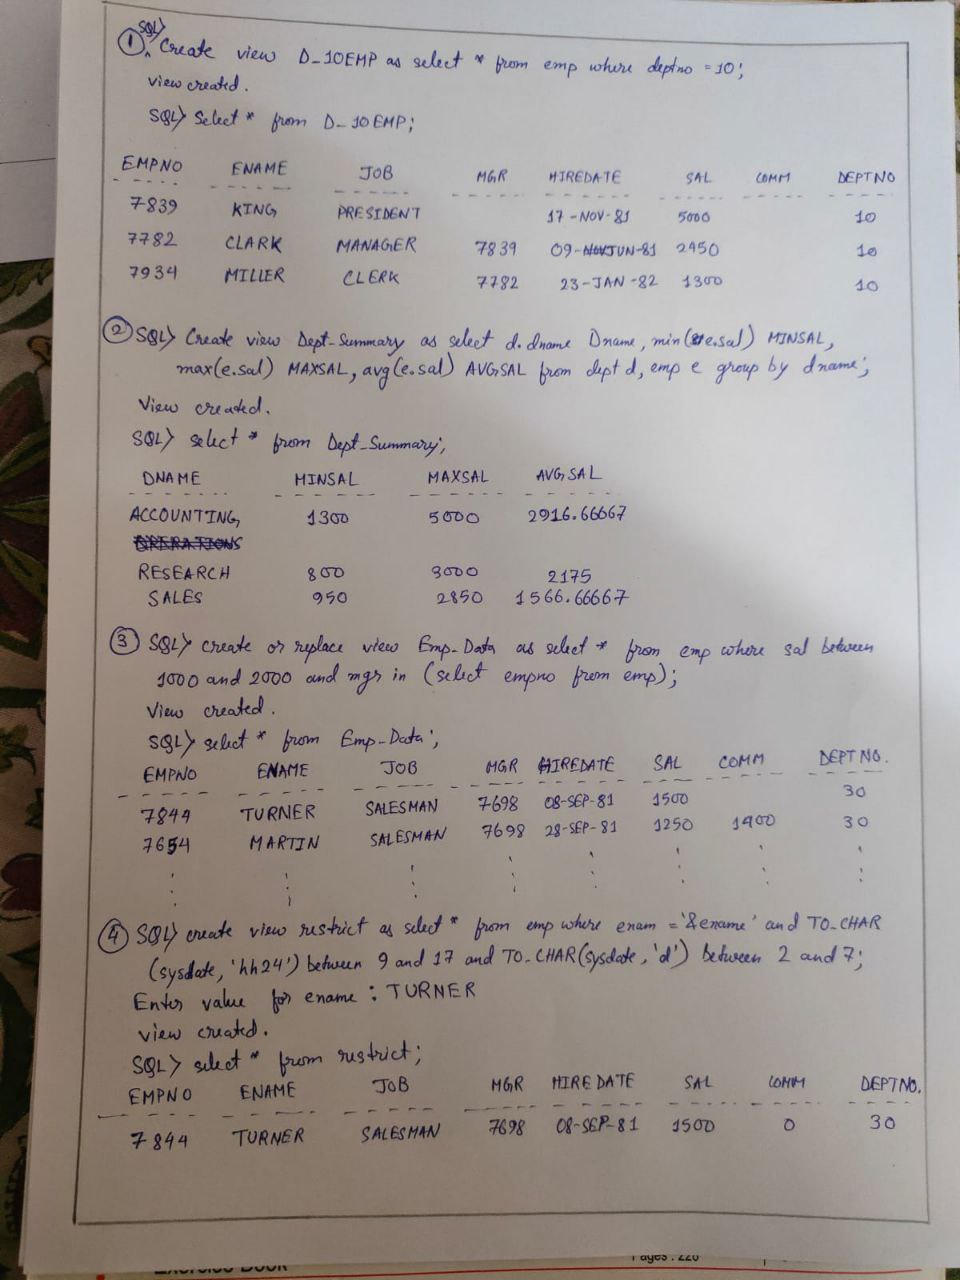 ① SQL> Create view D_10EMP as select * from emp where deptno = 10;
view created.
SQL> Select * from D_10EMP;
EMPNO ENAME JOB MGR HIREDATE SAL COMM DEPTNO
7839 KING PRESIDENT 17-NOV-81 5000 10
7782 CLARK MANAGER 7839 09-JUN-81 2450 10
7934 MILLER CLERK 7782 23-JAN-82 1300 10
② SQL> Create view Dept_Summary as select d.dname Dname, min(e.sal) MINSAL,
max(e.sal) MAXSAL, avg(e.sal) AVGSAL from dept d, emp e group by dname;
View created.
SQL> select * from Dept_Summary;
DNAME MINSAL MAXSAL AVGSAL
ACCOUNTING 1300 5000 2916.66667
OPERATIONS
RESEARCH 800 3000 2175
SALES 950 2850 1566.66667
③ SQL> create or replace view Emp_Data as select * from emp where sal between
1000 and 2000 and mgr in (select empno from emp);
View created.
SQL> select * from Emp_Data;
EMPNO ENAME JOB MGR HIREDATE SAL COMM DEPTNO.
7844 TURNER SALESMAN 7698 08-SEP-81 1500 30
7654 MARTIN SALESMAN 7698 28-SEP-81 1250 1400 30
④ SQL> create view restrict as select * from emp where enam = '&ename' and TO_CHAR
(sysdate, 'hh24') between 9 and 17 and TO_CHAR(sysdate, 'd') between 2 and 7;
Enter value for ename : TURNER
view created.
SQL> select * from restrict;
EMPNO ENAME JOB MGR HIREDATE SAL COMM DEPTNO.
7844 TURNER SALESMAN 7698 08-SEP-81 1500 0 30
Exercise Book Pages : 220